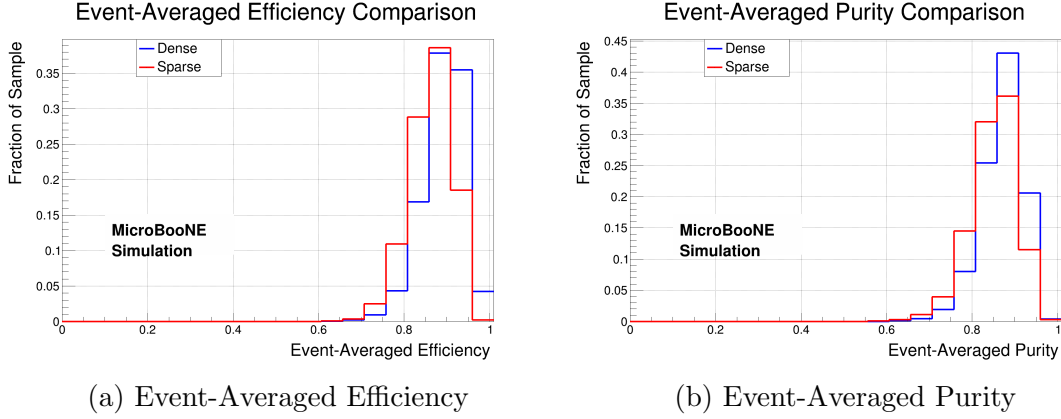 Event-Averaged Efficiency Comparison
Fraction of Sample
Dense
Sparse
0.35
0.3
0.25
0.2
0.15
0.1
0.05
0
MicroBooNE
Simulation
0 0.2 0.4 0.6 0.8 1
Event-Averaged Efficiency
(a) Event-Averaged Efficiency
Event-Averaged Purity Comparison
Fraction of Sample
Dense
Sparse
0.45
0.4
0.35
0.3
0.25
0.2
0.15
0.1
0.05
0
MicroBooNE
Simulation
0 0.2 0.4 0.6 0.8 1
Event-Averaged Purity
(b) Event-Averaged Purity